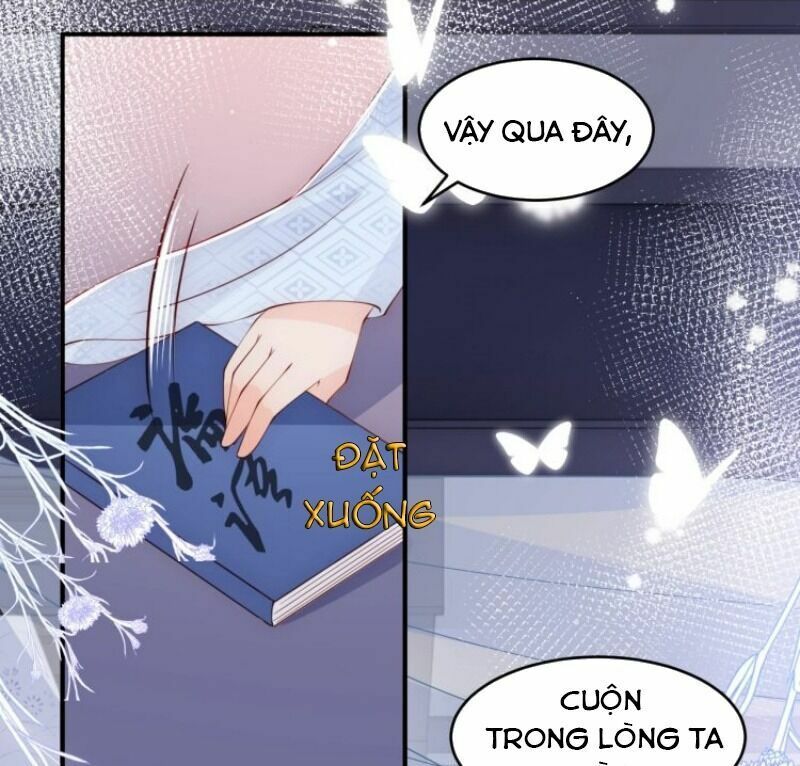 VẬY QUA ĐÂY,
ĐẶT
XUỐNG
CUỘN
TRONG LÒNG TA